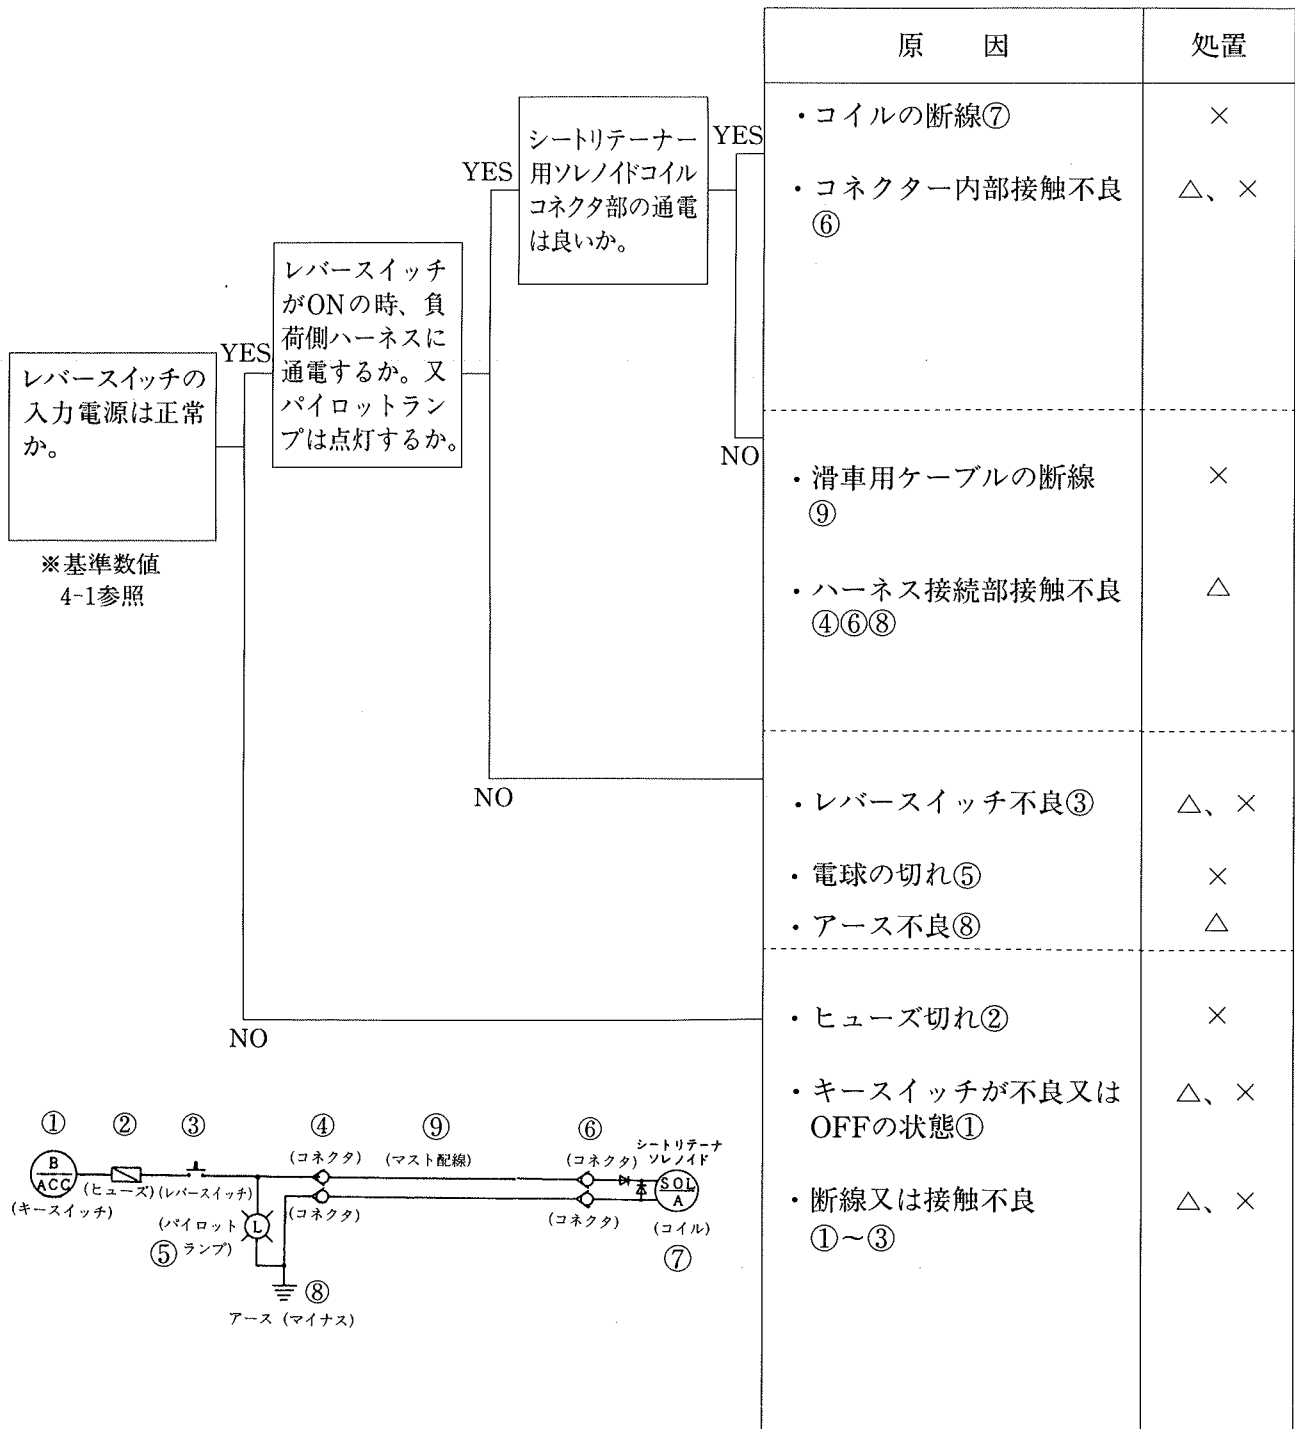 原　因
処置
・コイルの断線⑦
×
・コネクター内部接触不良
⑥
△、×
シートリテーナー
用ソレノイドコイル
コネクタ部の通電
は良いか。
YES
YES
NO
レバースイッチ
がONの時、負
荷側ハーネスに
通電するか。又
パイロットラン
プは点灯するか。
YES
NO
レバースイッチの
入力電源は正常
か。
※基準数値
4-1参照
NO
・滑車用ケーブルの断線
⑨
×
・ハーネス接続部接触不良
④⑥⑧
△
・レバースイッチ不良③
△、×
・電球の切れ⑤
×
・アース不良⑧
△
・ヒューズ切れ②
×
・キースイッチが不良又は
OFFの状態①
△、×
・断線又は接触不良
①～③
△、×
①
②
③
④
⑨
⑥
シートリテーナ
ソレノイド
(コネクタ)
(マスト配線)
(コネクタ)
B
ACC
SOL
A
(キースイッチ)
(ヒューズ)
(レバースイッチ)
(コネクタ)
(コネクタ)
(コイル)
⑦
(パイロット
ランプ)
⑤
L
⑧
アース (マイナス)